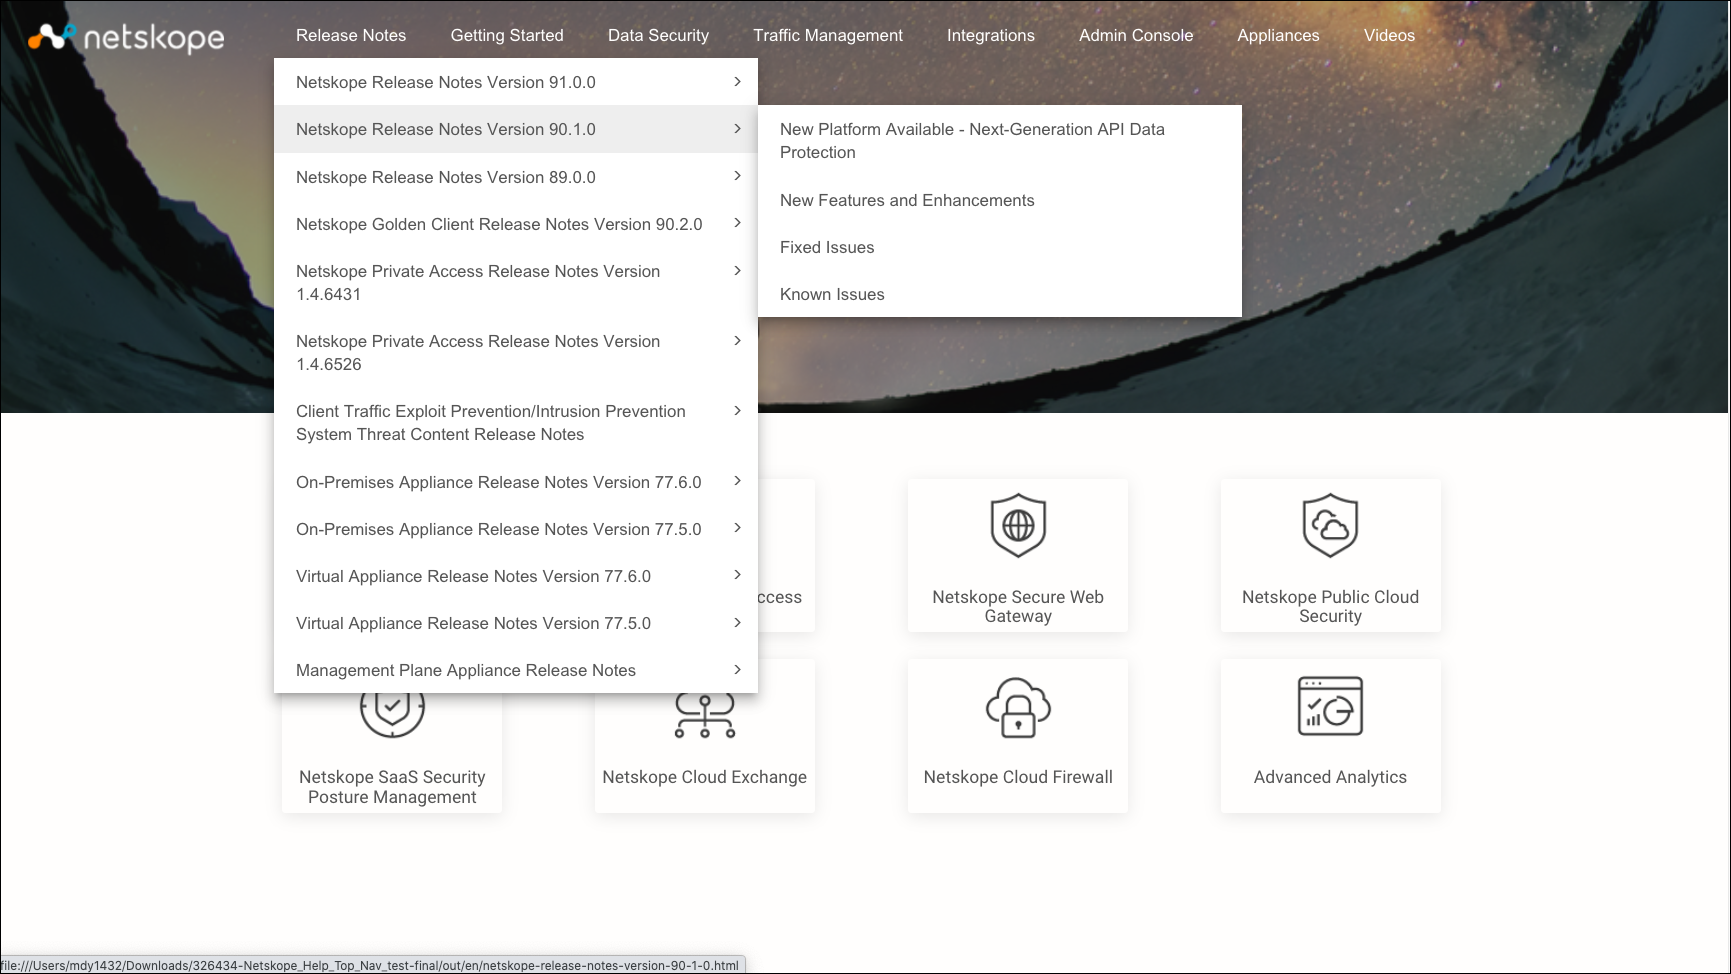 netskope
Release Notes
Getting Started
Data Security
Traffic Management
Integrations
Admin Console
Appliances
Videos
Netskope Release Notes Version 91.0.0
Netskope Release Notes Version 90.1.0
Netskope Release Notes Version 89.0.0
Netskope Golden Client Release Notes Version 90.2.0
Netskope Private Access Release Notes Version
1.4.6431
Netskope Private Access Release Notes Version
1.4.6526
Client Traffic Exploit Prevention/Intrusion Prevention
System Threat Content Release Notes
On-Premises Appliance Release Notes Version 77.6.0
On-Premises Appliance Release Notes Version 77.5.0
Virtual Appliance Release Notes Version 77.6.0
Virtual Appliance Release Notes Version 77.5.0
Management Plane Appliance Release Notes
New Platform Available - Next-Generation API Data
Protection
New Features and Enhancements
Fixed Issues
Known Issues
ccess
Netskope Secure Web
Gateway
Netskope Public Cloud
Security
Netskope SaaS Security
Posture Management
Netskope Cloud Exchange
Netskope Cloud Firewall
Advanced Analytics
file:///Users/mdy1432/Downloads/326434-Netskope_Help_Top_Nav_test-final/out/en/netskope-release-notes-version-90-1-0.html